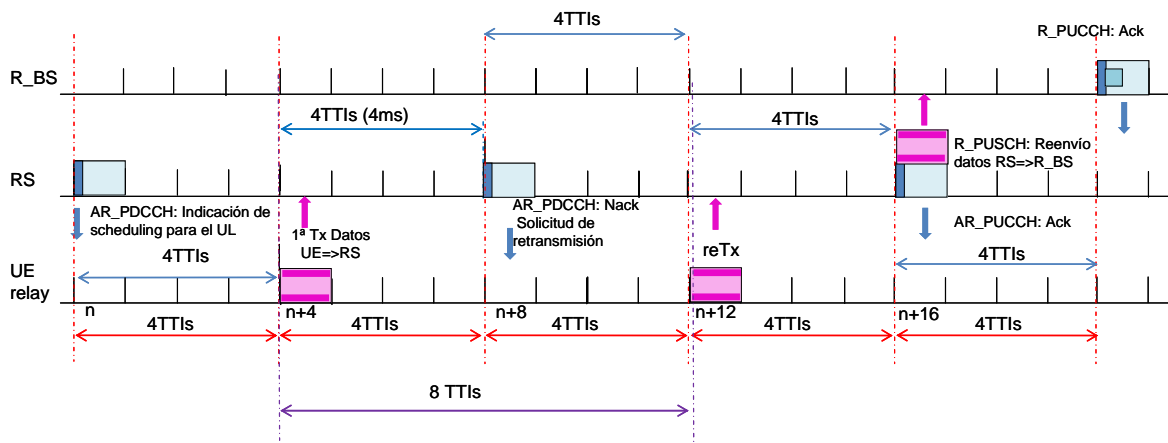 4TTIs
R_PUCCH: Ack
R_BS
4TTIs (4ms)
4TTIs
R_PUSCH: Reenvío
datos RS=>R_BS
RS
AR_PDCCH: Indicación de
scheduling para el UL
AR_PDCCH: Nack
Solicitud de
retransmisión
AR_PUCCH: Ack
1ª Tx Datos
UE=>RS
reTx
4TTIs
4TTIs
UE
relay
n
n+4
n+8
n+12
n+16
4TTIs
4TTIs
4TTIs
4TTIs
4TTIs
8 TTIs